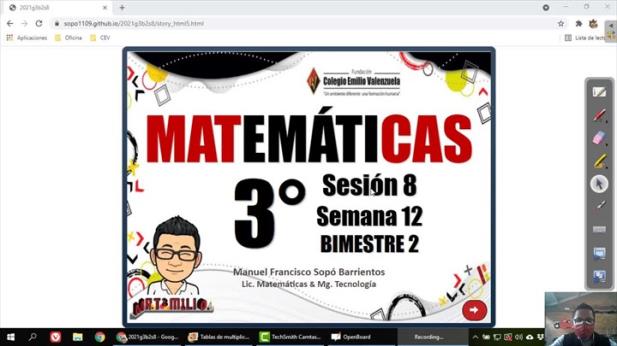 2021g3b2s8
sopo1109.github.io/2021g3b2s8/story_html5.html
Aplicaciones
Oficina
CEV
Lista de lect
Fundación
Colegio Emilio Valenzuela
"Un ambiente diferente: una formación humana"
MATEMÁTICAS
3°
Sesión 8
Semana 12
BIMESTRE 2
Manuel Francisco Sopó Barrientos
Lic. Matemáticas & Mg. Tecnología
MATEMILIO
2021g3b2s8 - Goog...
Tablas de multiplic...
TechSmith Camtas...
OpenBoard
Recording...